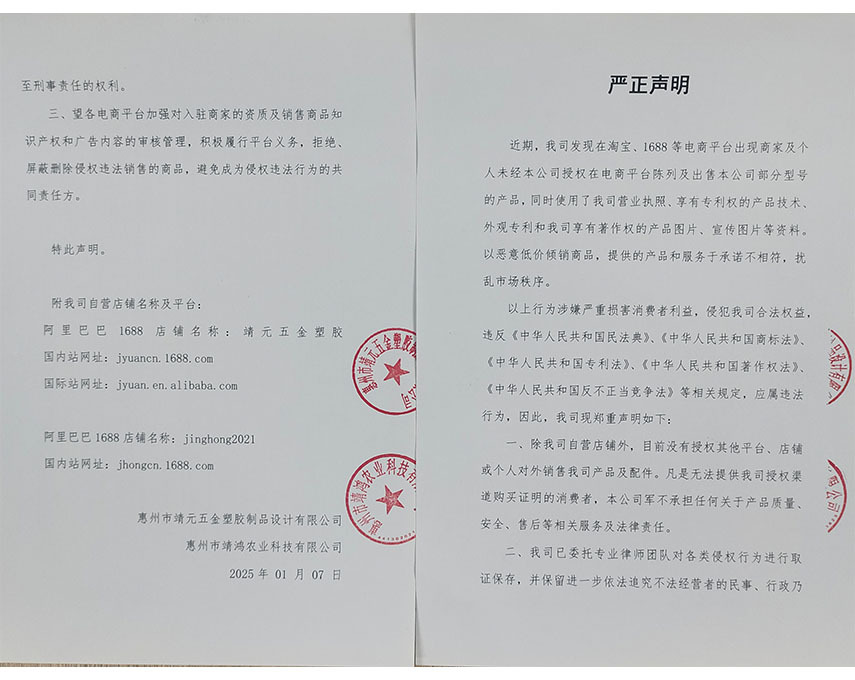 严正声明
近期，我司发现在淘宝、1688 等电商平台出现商家及个
人未经本公司授权在电商平台陈列及出售本公司部分型号
的产品，同时使用了我司营业执照、享有专利权的产品技术、
外观专利和我司享有著作权的产品图片、宣传图片等资料。
以恶意低价倾销商品，提供的产品和服务于承诺不相符，扰
乱市场秩序。
以上行为涉嫌严重损害消费者利益，侵犯我司合法权益，
违反《中华人民共和国民法典》、《中华人民共和国商标法》、
《中华人民共和国专利法》、《中华人民共和国著作权法》、
《中华人民共和国反不正当竞争法》等相关规定，应属违法
行为，因此，我司现郑重声明如下：
一、除我司自营店铺外，目前没有授权其他平台、店铺
或个人对外销售我司产品及配件。凡是无法提供我司授权渠
道购买证明的消费者，本公司军不承担任何关于产品质量、
安全、售后等相关服务及法律责任。
二、我司已委托专业律师团队对各类侵权行为进行取
证保存，并保留进一步依法追究不法经营者的民事、行政乃
至刑事责任的权利。
三、望各电商平台加强对入驻商家的资质及销售商品知
识产权和广告内容的审核管理，积极履行平台义务，拒绝、
屏蔽删除侵权违法销售的商品，避免成为侵权违法行为的共
同责任方。
特此声明。
附我司自营店铺名称及平台：
阿里巴巴 1688 店铺名称：靖元五金塑胶
国内站网址：jyuancn.1688.com
国际站网址：jyuan.en.alibaba.com
阿里巴巴 1688 店铺名称：jinghong2021
国内站网址：jhongcn.1688.com
惠州市靖元五金塑胶制品设计有限公司
惠州市靖鸿农业科技有限公司
2025 年 01 月 07 日
惠州市靖元五金塑胶
惠州市靖鸿农业科技有